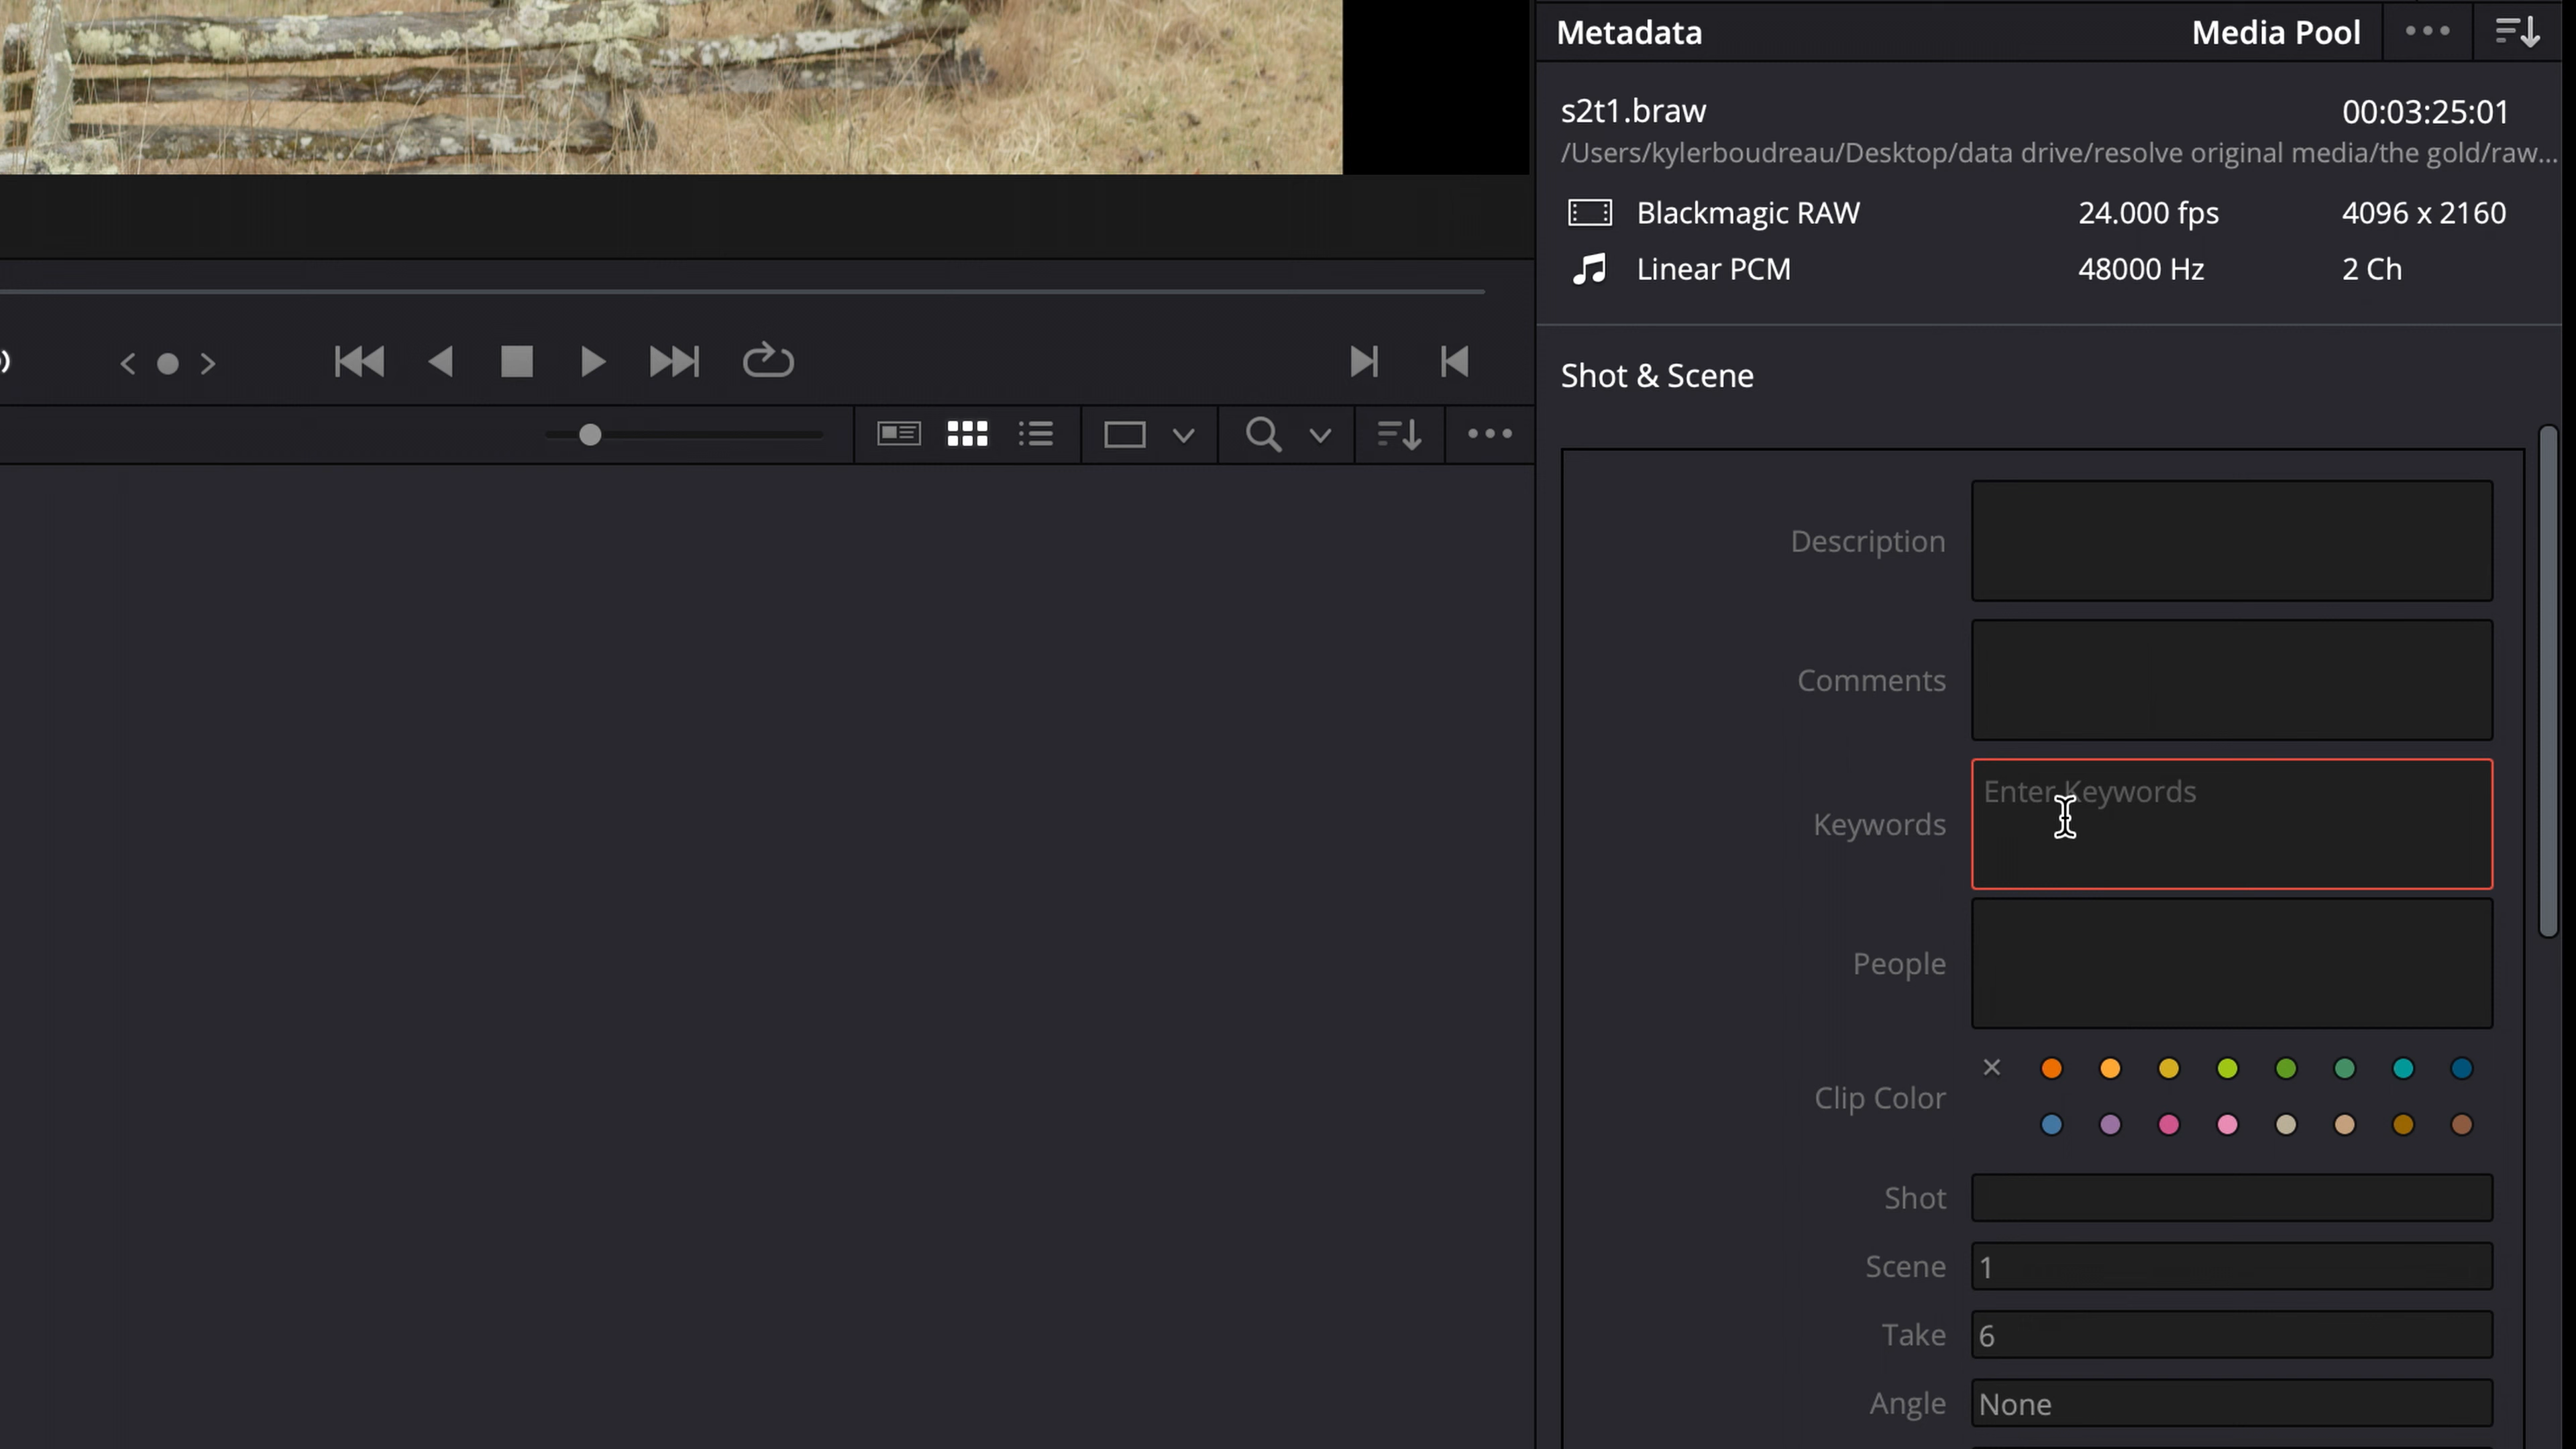 Metadata Media Pool
s2t1.braw 00:03:25:01
/Users/kylerboudreau/Desktop/data drive/resolve original media/the gold/raw...
Blackmagic RAW 24.000 fps 4096 x 2160
Linear PCM 48000 Hz 2 Ch
Shot & Scene
Description
Comments
Keywords Enter Keywords
People
Clip Color
Shot
Scene 1
Take 6
Angle None